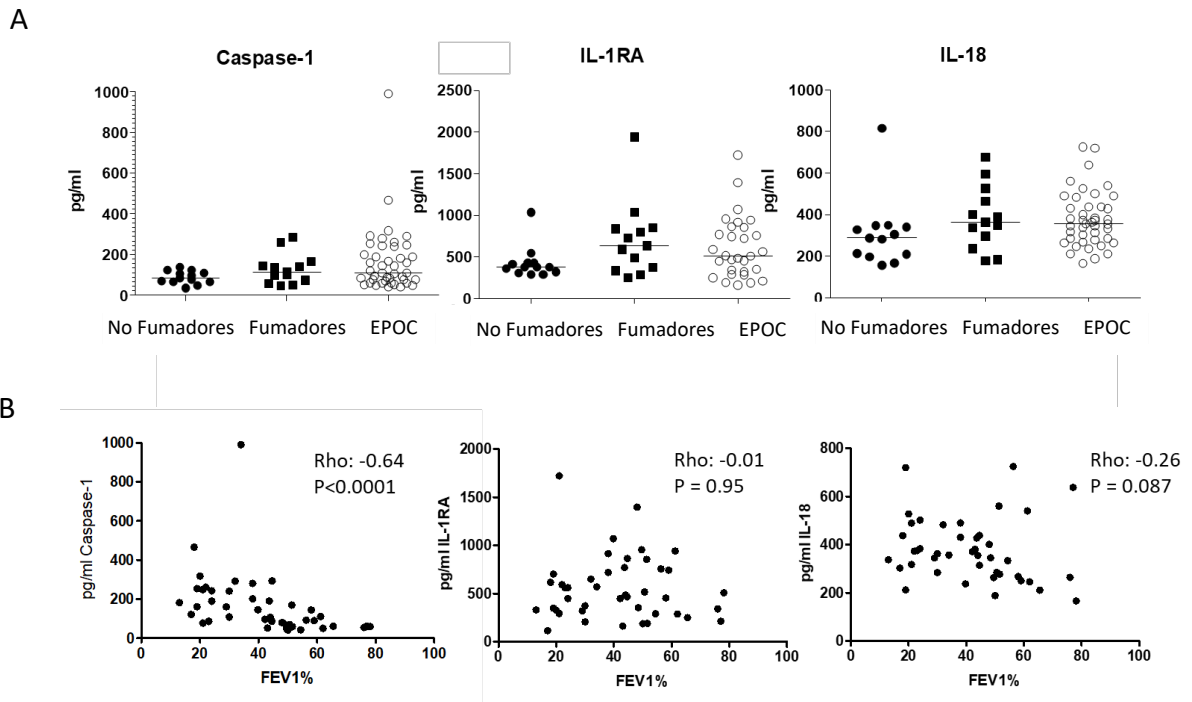 A
Caspase-1
IL-1RA
IL-18
pg/ml
1000
800
600
400
200
0
No Fumadores Fumadores EPOC
pg/ml
2500
2000
1500
1000
500
0
No Fumadores Fumadores EPOC
pg/ml
1000
800
600
400
200
0
No Fumadores Fumadores EPOC
B
pg/ml Caspase-1
1000
800
600
400
200
0
Rho: -0.64
P<0.0001
0 20 40 60 80 100
FEV1%
pg/ml IL-1RA
2000
1500
1000
500
0
Rho: -0.01
P = 0.95
0 20 40 60 80 100
FEV1%
pg/ml IL-18
800
600
400
200
0
Rho: -0.26
P = 0.087
0 20 40 60 80 100
FEV1%